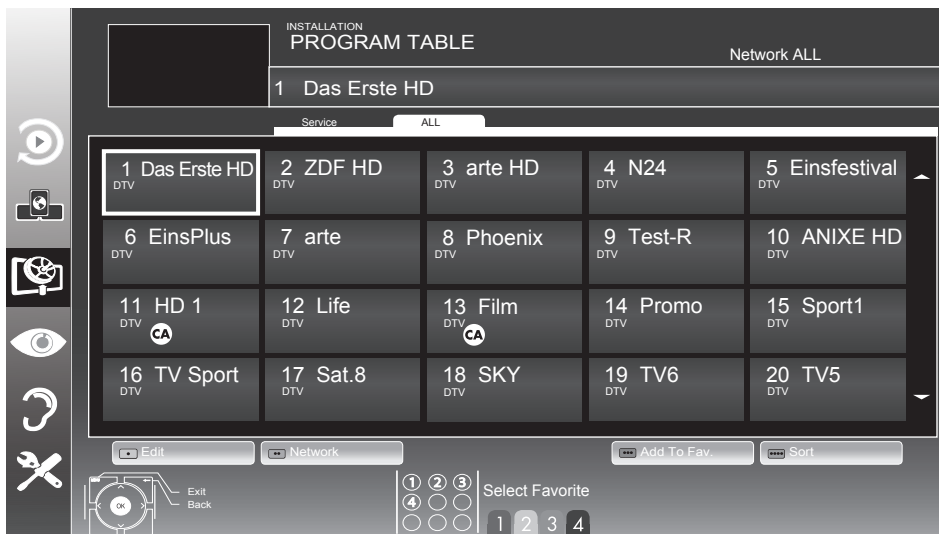 INSTALLATION
PROGRAM TABLE
Network ALL
1 Das Erste HD
Service ALL
1 Das Erste HD 2 ZDF HD 3 arte HD 4 N24 5 Einsfestival
DTV DTV DTV DTV DTV
6 EinsPlus 7 arte 8 Phoenix 9 Test-R 10 ANIXE HD
DTV DTV DTV DTV DTV
11 HD 1 12 Life 13 Film 14 Promo 15 Sport1
DTV DTV DTV DTV DTV
CA CA
16 TV Sport 17 Sat.8 18 SKY 19 TV6 20 TV5
DTV DTV DTV DTV DTV
Edit Network Add To Fav. Sort
Exit
Back
OK
1 2 3
4
Select Favorite
1 2 3 4